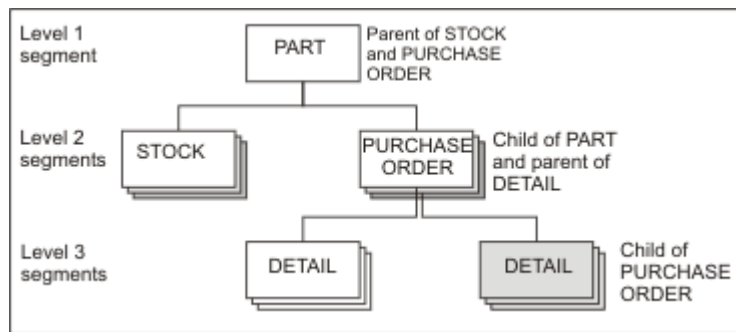 Level 1
segment
PART
Parent of STOCK
and PURCHASE
ORDER
Level 2
segments
STOCK
PURCHASE
ORDER
Child of PART
and parent of
DETAIL
Level 3
segments
DETAIL
DETAIL
Child of
PURCHASE
ORDER